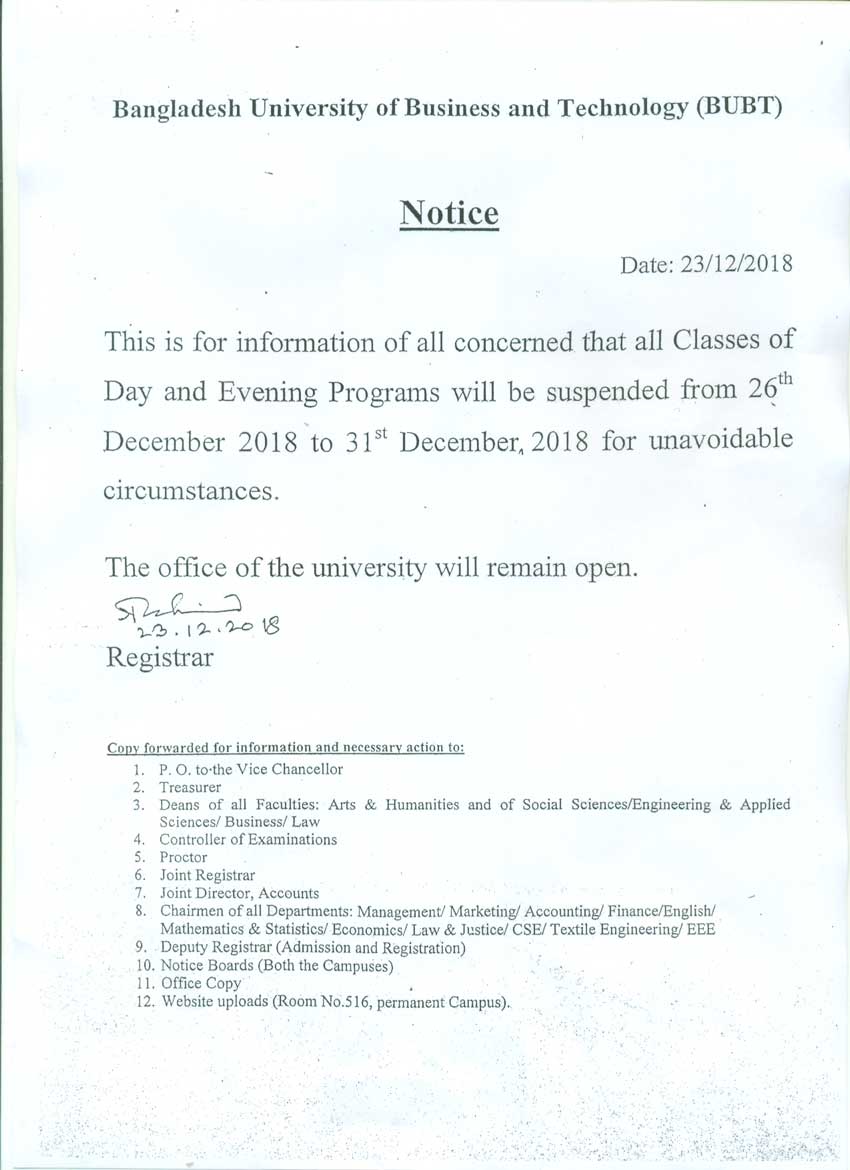 Bangladesh University of Business and Technology (BUBT)
Notice
Date: 23/12/2018
This is for information of all concerned that all Classes of
Day and Evening Programs will be suspended from 26th
December 2018 to 31st December, 2018 for unavoidable
circumstances.
The office of the university will remain open.
23.12.2018
Registrar
Copy forwarded for information and necessary action to:
1. P. O. to the Vice Chancellor
2. Treasurer
3. Deans of all Faculties: Arts & Humanities and of Social Sciences/Engineering & Applied
Sciences/ Business/ Law
4. Controller of Examinations
5. Proctor
6. Joint Registrar
7. Joint Director, Accounts
8. Chairmen of all Departments: Management/ Marketing/ Accounting/ Finance/English/
Mathematics & Statistics/ Economics/ Law & Justice/ CSE/ Textile Engineering/ EEE
9. Deputy Registrar (Admission and Registration)
10. Notice Boards (Both the Campuses)
11. Office Copy
12. Website uploads (Room No.516, permanent Campus).